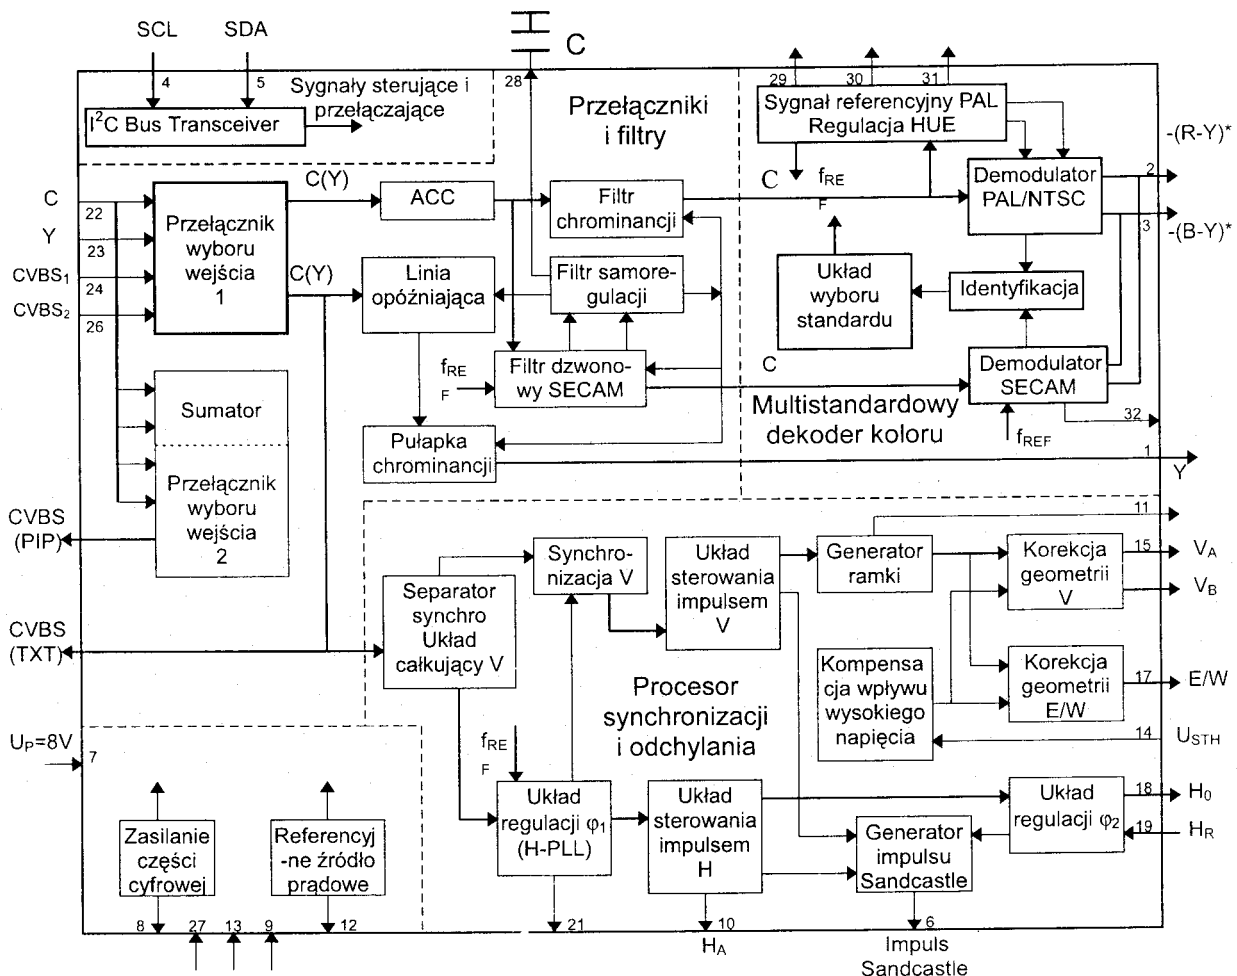 SCL
SDA
C
4
5
28
29
30
31
Sygnały sterujące i
przełączające
I²C Bus Transceiver
Przełączniki
i filtry
Sygnał referencyjny PAL
Regulacja HUE
-(R-Y)*
C
fRE
F
C(Y)
ACC
Filtr
chrominancji
Demodulator
PAL/NTSC
2
3
-(B-Y)*
C
22
Y
23
CVBS1
24
CVBS2
26
Przełącznik
wyboru
wejścia
1
C(Y)
Linia
opóźniająca
Filtr samore-
gulacji
Układ
wyboru
standardu
Identyfikacja
C
fRE
F
Filtr dzwono-
wy SECAM
Demodulator
SECAM
Sumator
Multistandardowy
dekoder koloru
fREF
32
Pułapka
chrominancji
1
Y
Przełącznik
wyboru
wejścia
2
CVBS
(PIP)
11
Synchro-
nizacja V
Układ
sterowania
impulsem
V
Generator
ramki
Korekcja
geometrii
V
15
VA
VB
Separator
synchro
Układ
całkujący V
CVBS
(TXT)
Kompensa
cja wpływu
wysokiego
napięcia
Korekcja
geometrii
E/W
17
E/W
Procesor
synchronizacji
i odchylania
14
USTH
UP=8V
7
fRE
F
Układ
regulacji φ1
(H-PLL)
Układ
sterowania
impulsem
H
Układ
regulacji φ2
18
H0
19
HR
Zasilanie
części
cyfrowej
Referencyj
-ne źródło
prądowe
Generator
impulsu
Sandcastle
8
27
13
9
12
21
10
6
HA
Impuls
Sandcastle